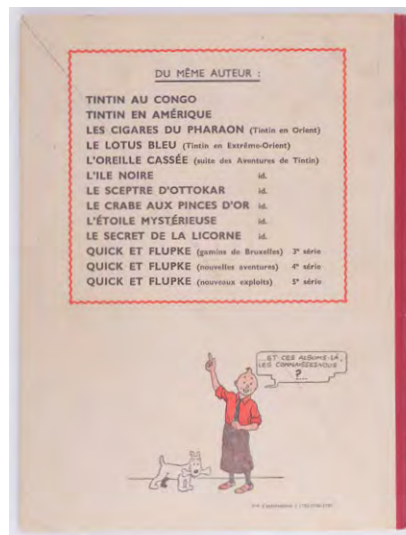 DU MÊME AUTEUR :
TINTIN AU CONGO
TINTIN EN AMÉRIQUE
LES CIGARES DU PHARAON (Tintin en Orient)
LE LOTUS BLEU (Tintin en Extrême-Orient)
L'OREILLE CASSÉE (suite des Aventures de Tintin)
L'ILE NOIRE id.
LE SCEPTRE D'OTTOKAR id.
LE CRABE AUX PINCES D'OR id.
L'ÉTOILE MYSTÉRIEUSE id.
LE SECRET DE LA LICORNE id.
QUICK ET FLUPKE (gamins de Bruxelles) 3e série
QUICK ET FLUPKE (nouvelles aventures) 4e série
QUICK ET FLUPKE (nouveaux exploits) 5e série
...ET CES ALBUMS-LÀ,
LES CONNAISSEZ-VOUS
?...